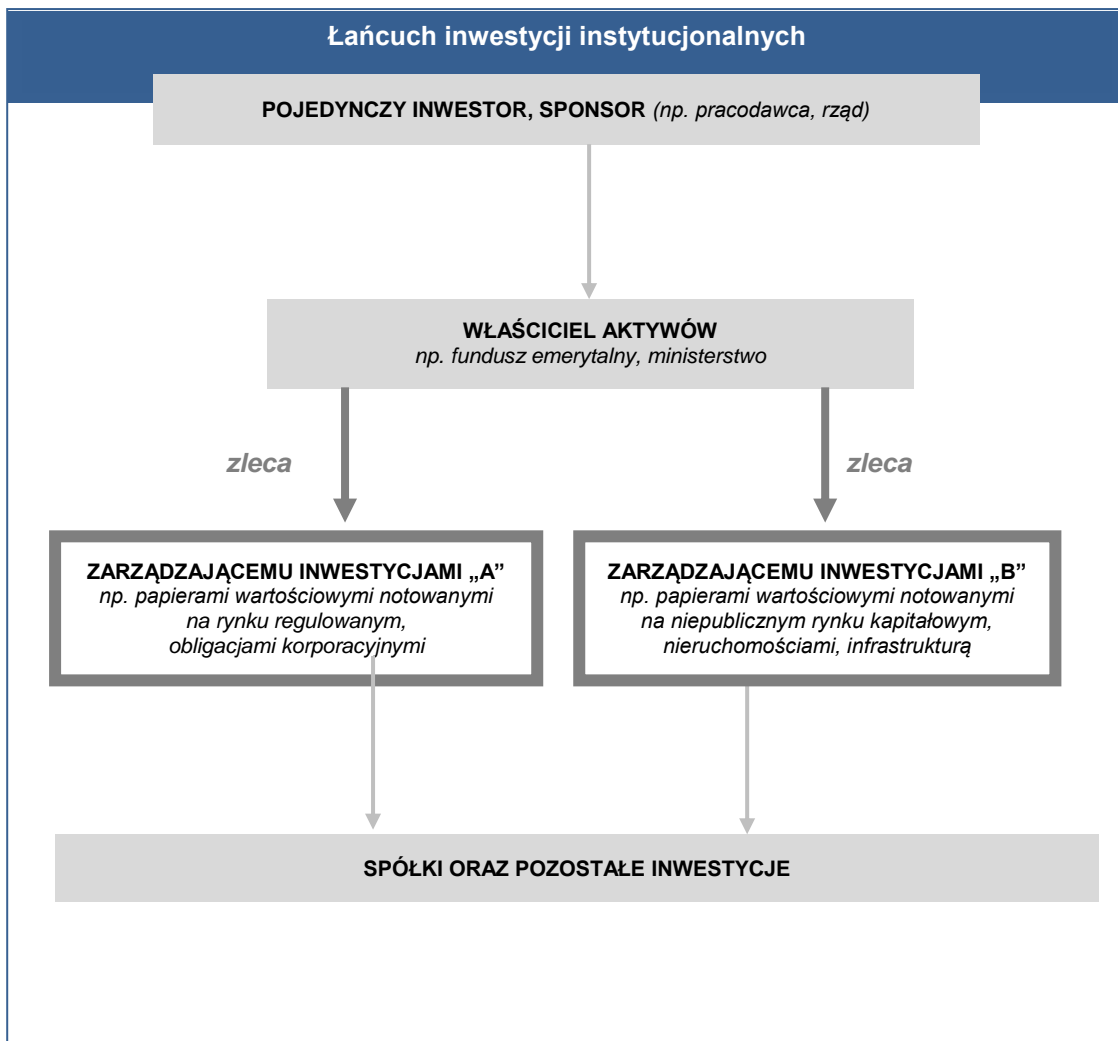 Łańcuch inwestycji instytucjonalnych
POJEDYNCZY INWESTOR, SPONSOR (np. pracodawca, rząd)
WŁAŚCICIEL AKTYWÓW
np. fundusz emerytalny, ministerstwo
zleca
zleca
ZARZĄDZAJĄCEMU INWESTYCJAMI „A”
np. papierami wartościowymi notowanymi
na rynku regulowanym,
obligacjami korporacyjnymi
ZARZĄDZAJĄCEMU INWESTYCJAMI „B”
np. papierami wartościowymi notowanymi
na niepublicznym rynku kapitałowym,
nieruchomościami, infrastrukturą
SPÓŁKI ORAZ POZOSTAŁE INWESTYCJE